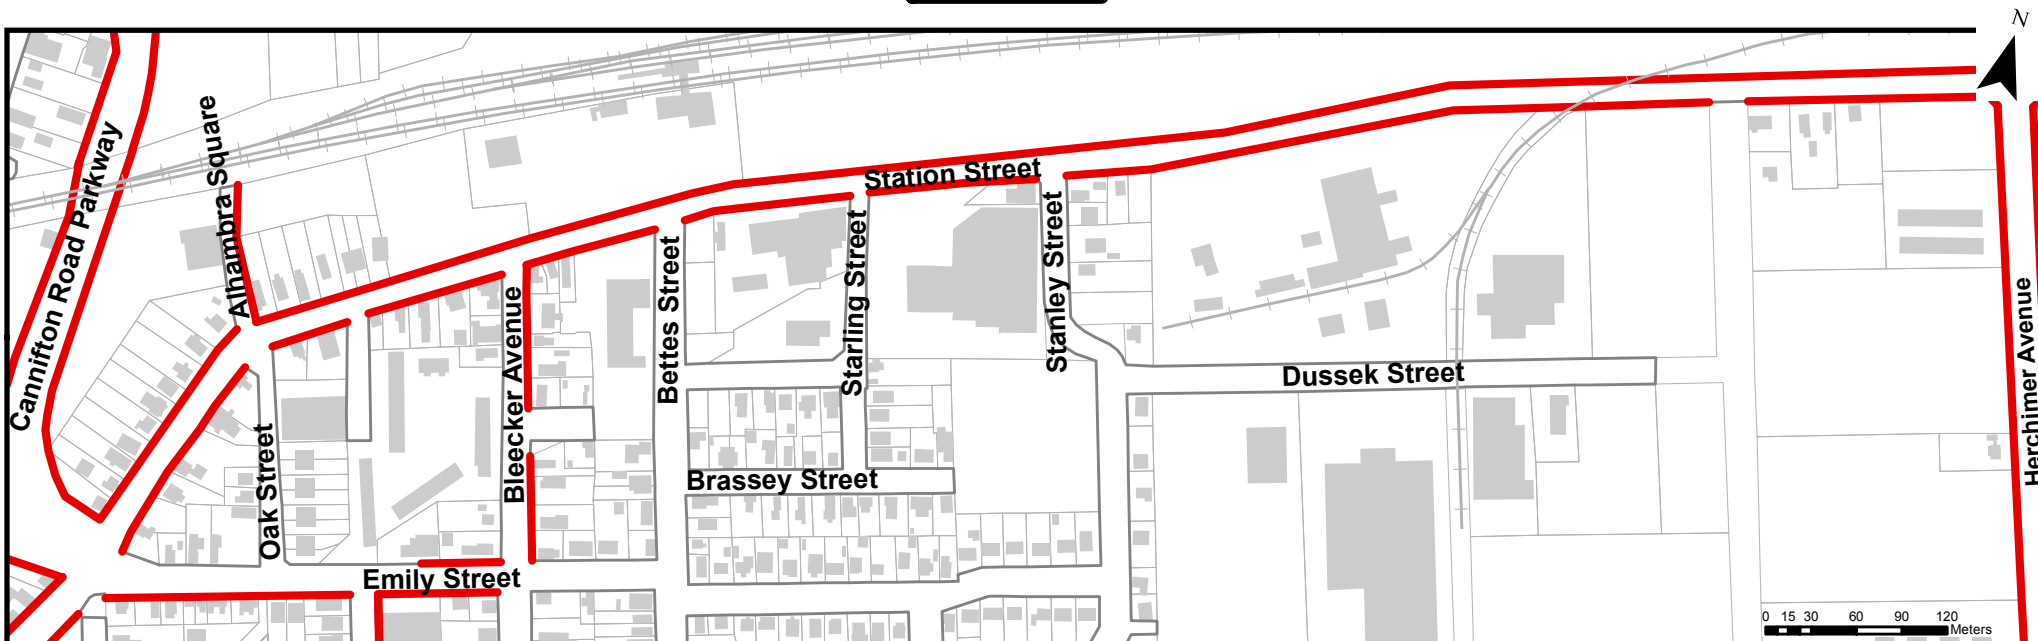 N
Cannifton Road Parkway
Alhambra Square
Station Street
Bleecker Avenue
Bettes Street
Starling Street
Stanley Street
Dussek Street
Herchimer Avenue
Oak Street
Brassey Street
Emily Street
0 15 30 60 90 120
Meters